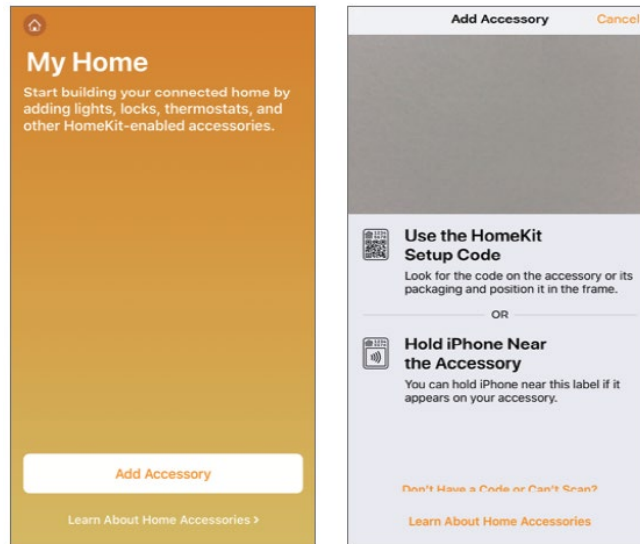 My Home
Start building your connected home by
adding lights, locks, thermostats, and
other HomeKit-enabled accessories.
Add Accessory
Learn About Home Accessories >
Add Accessory
Cancel
Use the HomeKit
Setup Code
Look for the code on the accessory or its
packaging and position it in the frame.
OR
Hold iPhone Near
the Accessory
You can hold iPhone near this label if it
appears on your accessory.
Don't Have a Code or Can't Scan?
Learn About Home Accessories